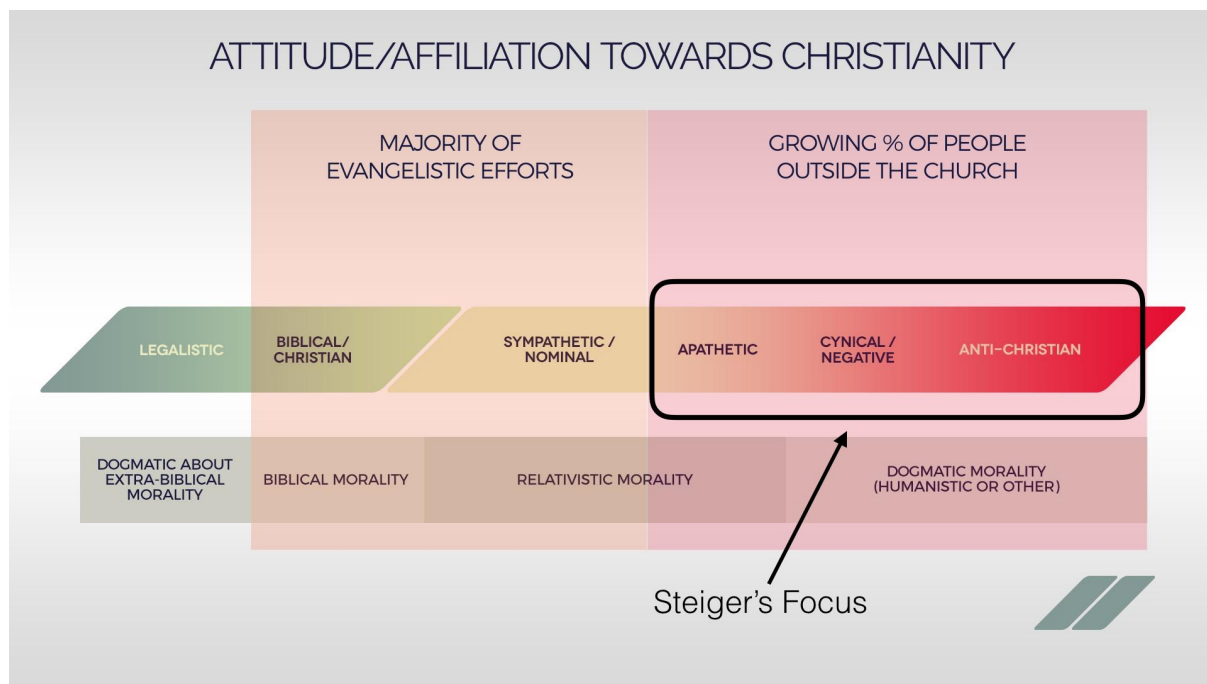 ATTITUDE/AFFILIATION TOWARDS CHRISTIANITY
MAJORITY OF
EVANGELISTIC EFFORTS
GROWING % OF PEOPLE
OUTSIDE THE CHURCH
LEGALISTIC
BIBLICAL/
CHRISTIAN
SYMPATHETIC /
NOMINAL
APATHETIC
CYNICAL /
NEGATIVE
ANTI-CHRISTIAN
DOGMATIC ABOUT
EXTRA-BIBLICAL
MORALITY
BIBLICAL MORALITY
RELATIVISTIC MORALITY
DOGMATIC MORALITY
(HUMANISTIC OR OTHER)
Steiger's Focus